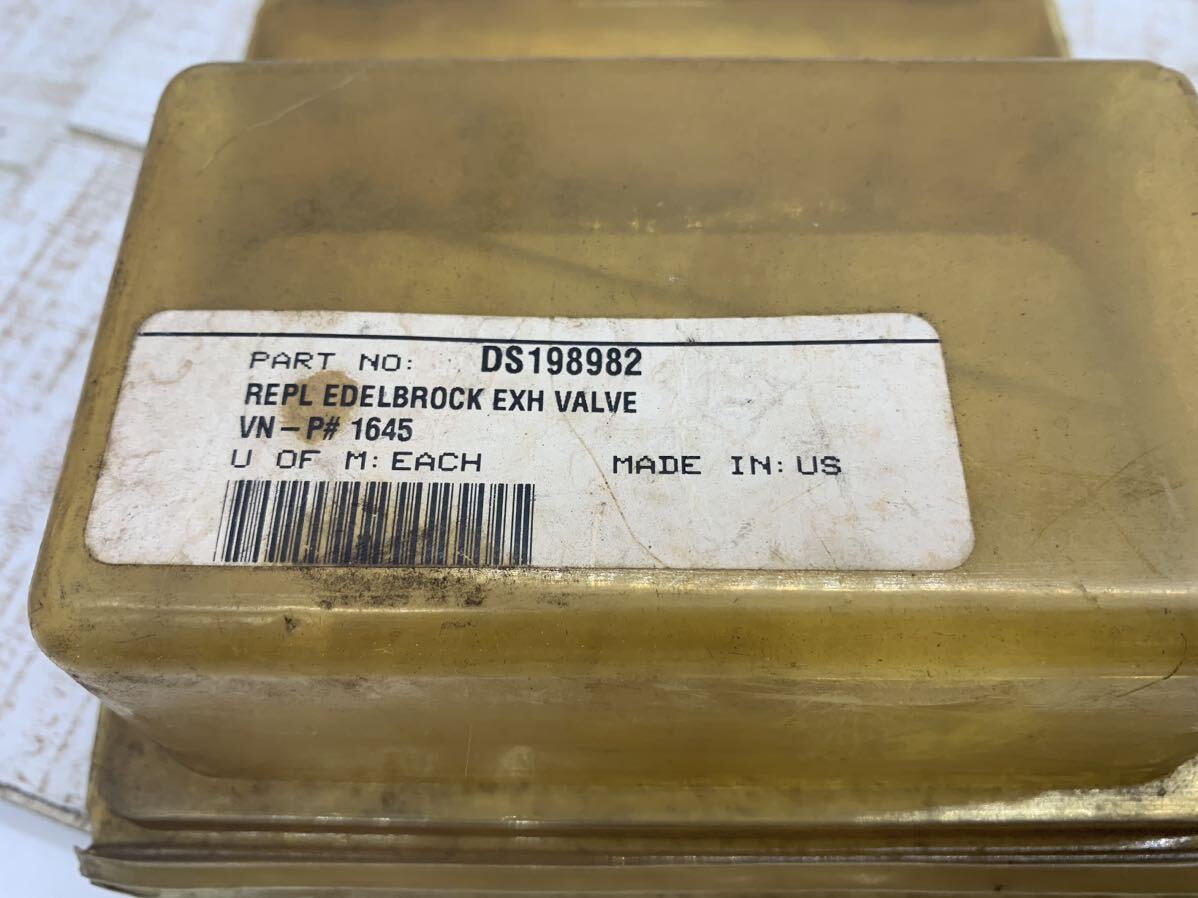 PART NO: DS198982
REPL EDELBROCK EXH VALVE
VN-P# 1645
U OF M: EACH MADE IN: US